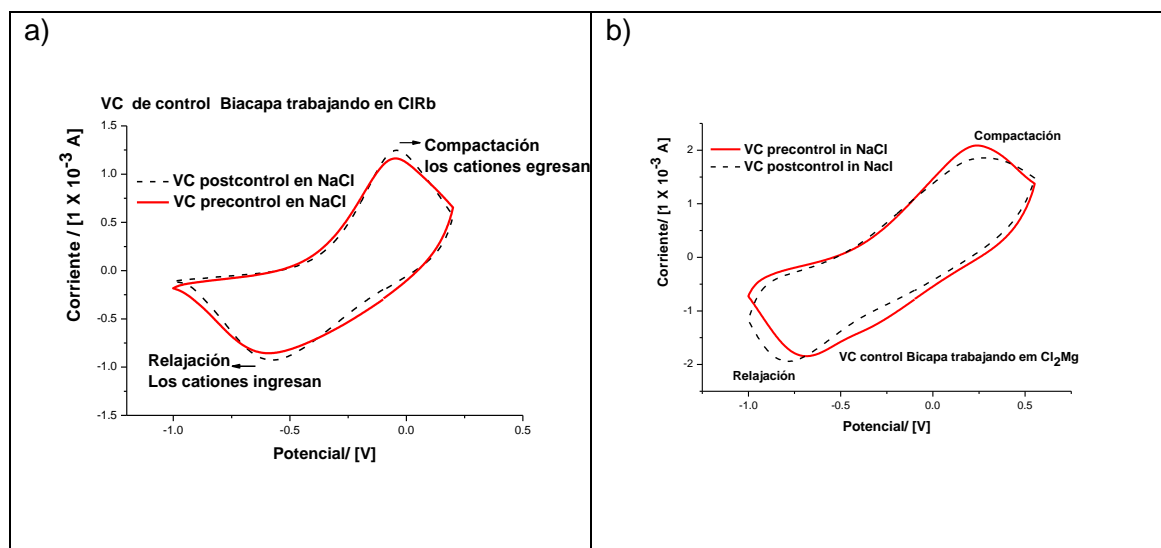 a)
VC de control Biacapa trabajando en ClRb
Corriente / [1 X 10⁻³ A]
1.5
1.0
0.5
0.0
-0.5
-1.0
-1.5
Compactación
los cationes egresan
VC postcontrol en NaCl
VC precontrol en NaCl
Relajación
Los cationes ingresan
-1.0 -0.5 0.0 0.5
Potencial/ [V]
b)
Corriente/ [1 X 10⁻³ A]
2
1
0
-1
-2
Compactación
VC precontrol in NaCl
VC postcontrol in Nacl
VC control Bicapa trabajando em Cl₂Mg
Relajación
-1.0 -0.5 0.0 0.5
Potencial/ [V]